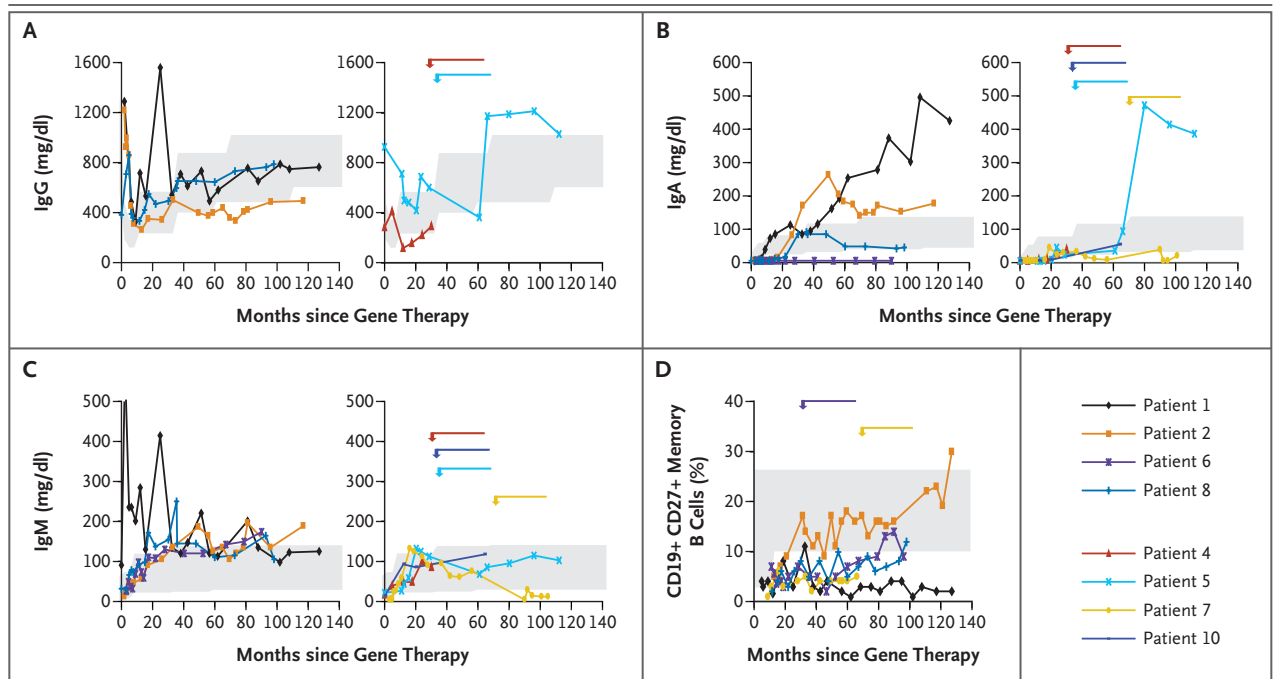 A
IgG (mg/dl)
1600
1200
800
400
0
0 20 40 60 80 100 120 140
1600
1200
800
400
0
0 20 40 60 80 100 120 140
Months since Gene Therapy
B
IgA (mg/dl)
600
500
400
300
200
100
0
0 20 40 60 80 100 120 140
600
500
400
300
200
100
0
0 20 40 60 80 100 120 140
Months since Gene Therapy
C
IgM (mg/dl)
500
400
300
200
100
0
0 20 40 60 80 100 120 140
500
400
300
200
100
0
0 20 40 60 80 100 120 140
Months since Gene Therapy
D
CD19+ CD27+ Memory
B Cells (%)
40
30
20
10
0
0 20 40 60 80 100 120 140
Months since Gene Therapy
Patient 1
Patient 2
Patient 6
Patient 8
Patient 4
Patient 5
Patient 7
Patient 10